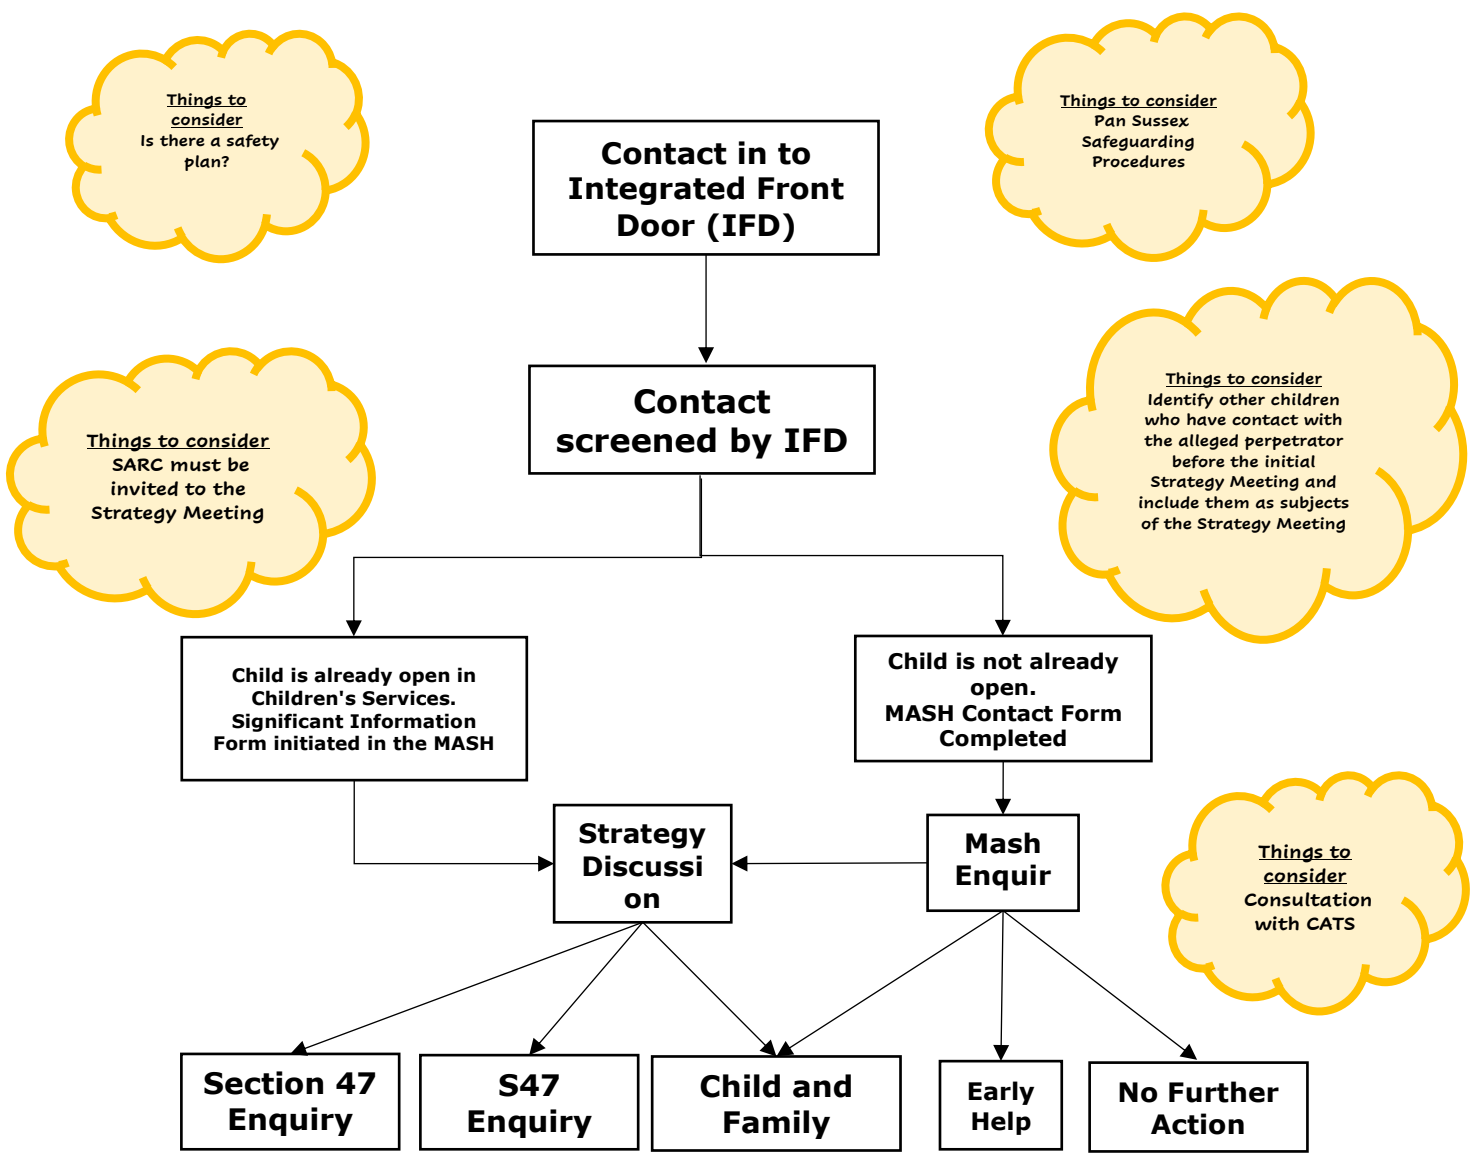 Things to
consider
Is there a safety
plan?
Things to consider
Pan Sussex
Safeguarding
Procedures
Contact in to
Integrated Front
Door (IFD)
Contact
screened by IFD
Things to consider
SARC must be
invited to the
Strategy Meeting
Things to consider
Identify other children
who have contact with
the alleged perpetrator
before the initial
Strategy Meeting and
include them as subjects
of the Strategy Meeting
Child is already open in
Children's Services.
Significant Information
Form initiated in the MASH
Child is not already
open.
MASH Contact Form
Completed
Strategy
Discussi
on
Mash
Enquir
Things to
consider
Consultation
with CATS
Section 47
Enquiry
S47
Enquiry
Child and
Family
Early
Help
No Further
Action